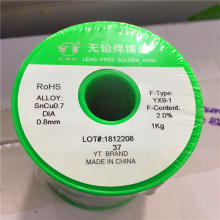 无铅焊锡丝
LEAD-FREE SOLDER WIRE
RoHS
ALLOY:
SnCu0.7
DIA
0.8mm
F-Type:
YX9-1
F-Content:
2.0%
1Kg
LOT#:1812208
37
YT BRAND
MADE IN CHINA